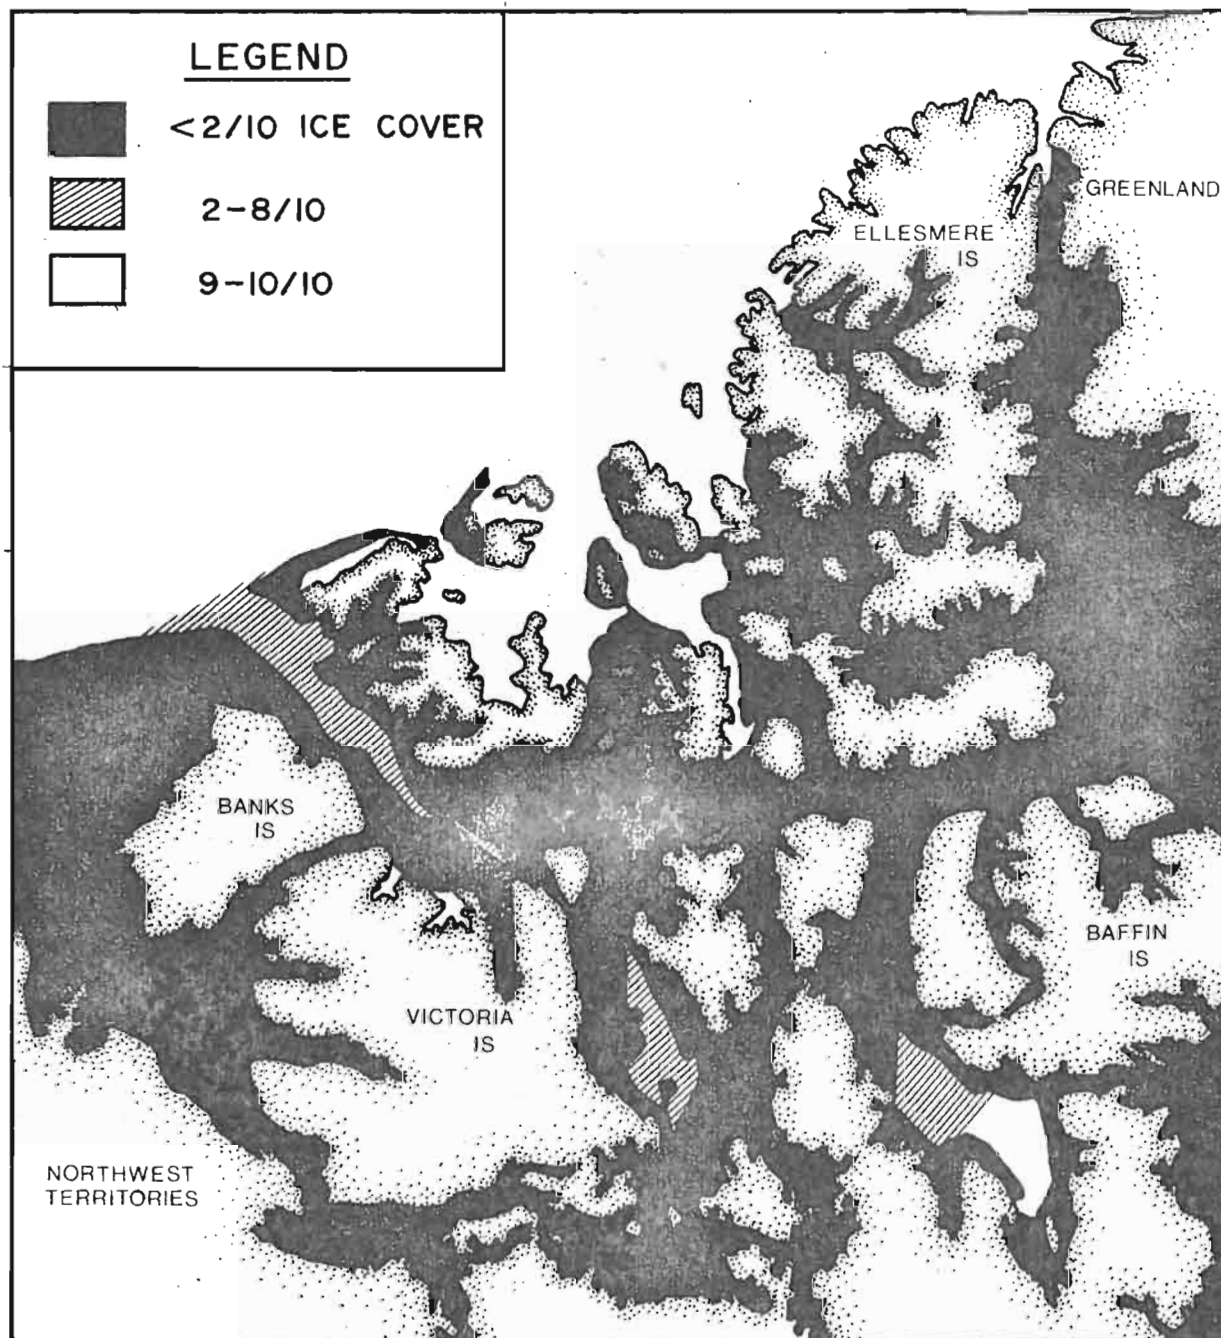 LEGEND
<2/10 ICE COVER
2-8/10
9-10/10
GREENLAND
ELLESMERE
IS
BANKS
IS
BAFFIN
IS
VICTORIA
IS
NORTHWEST
TERRITORIES